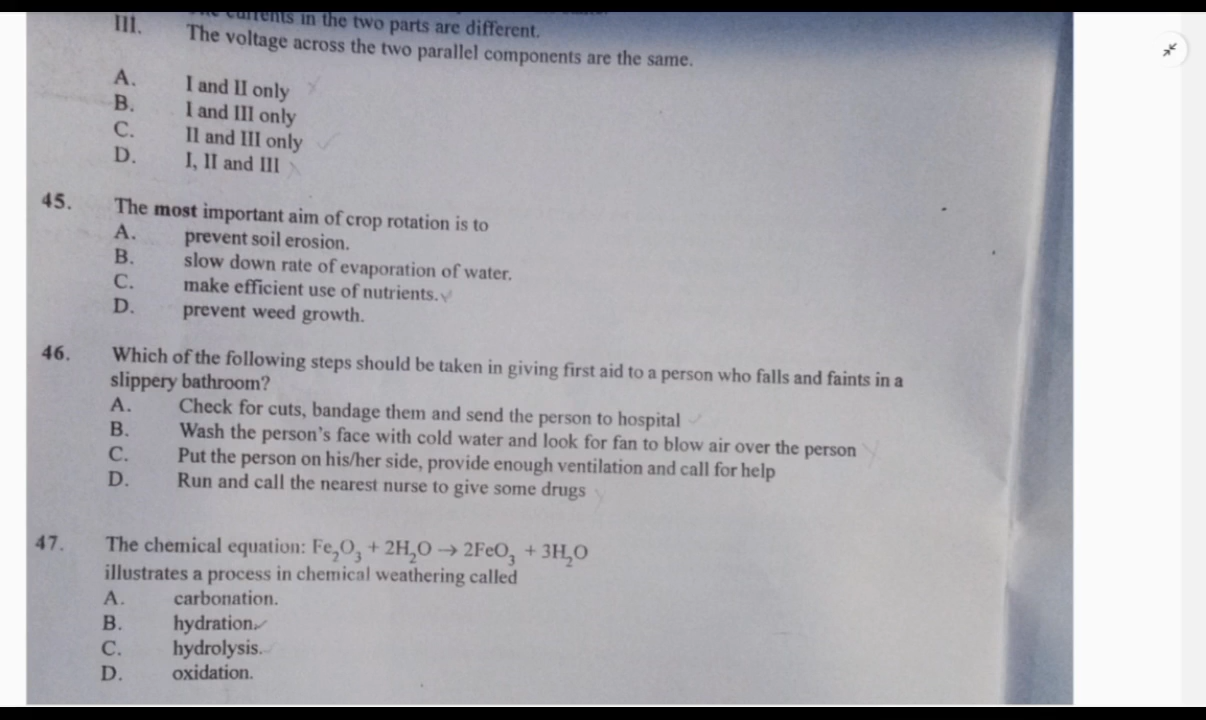 currents in the two parts are different.
III. The voltage across the two parallel components are the same.
A. I and II only
B. I and III only
C. II and III only
D. I, II and III
45. The most important aim of crop rotation is to
A. prevent soil erosion.
B. slow down rate of evaporation of water.
C. make efficient use of nutrients.
D. prevent weed growth.
46. Which of the following steps should be taken in giving first aid to a person who falls and faints in a
slippery bathroom?
A. Check for cuts, bandage them and send the person to hospital
B. Wash the person's face with cold water and look for fan to blow air over the person
C. Put the person on his/her side, provide enough ventilation and call for help
D. Run and call the nearest nurse to give some drugs
47. The chemical equation: Fe₂O₃ + 2H₂O → 2FeO₃ + 3H₂O
illustrates a process in chemical weathering called
A. carbonation.
B. hydration.
C. hydrolysis.
D. oxidation.